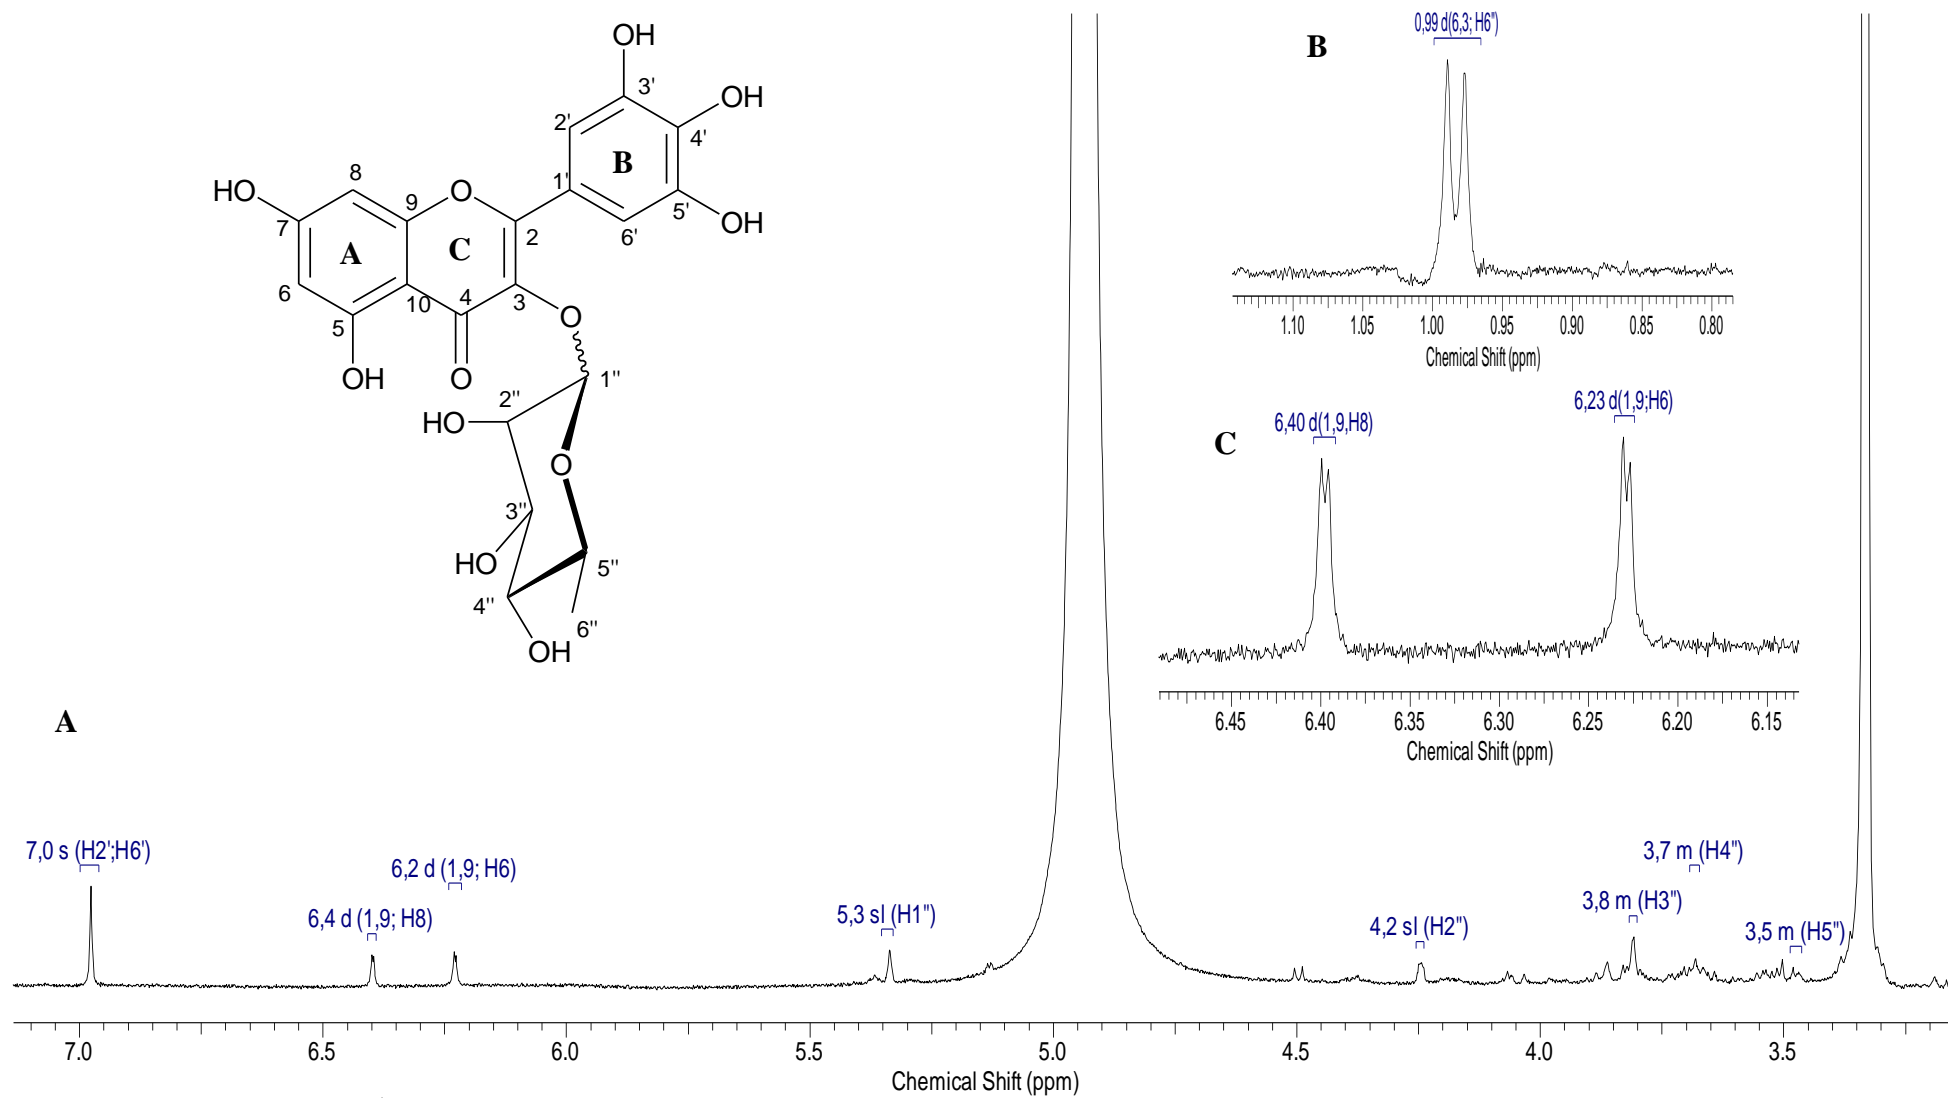 OH
3'
OH
4'
2'
B
1'
5'
OH
6'
8
HO
O
9
7
2
A
C
6
10
4
3
5
O
OH
O
1''
2''
HO
O
3''
HO
5''
4''
6''
OH
B
0,99 d(6,3; H6")
1.10 1.05 1.00 0.95 0.90 0.85 0.80
Chemical Shift (ppm)
C
6,40 d(1,9,H8)
6,23 d(1,9;H6)
6.45 6.40 6.35 6.30 6.25 6.20 6.15
Chemical Shift (ppm)
A
7,0 s (H2';H6')
6,4 d (1,9; H8)
6,2 d (1,9; H6)
5,3 sl (H1")
4,2 sl (H2")
3,8 m (H3")
3,7 m (H4")
3,5 m (H5")
7.0 6.5 6.0 5.5 5.0 4.5 4.0 3.5
Chemical Shift (ppm)